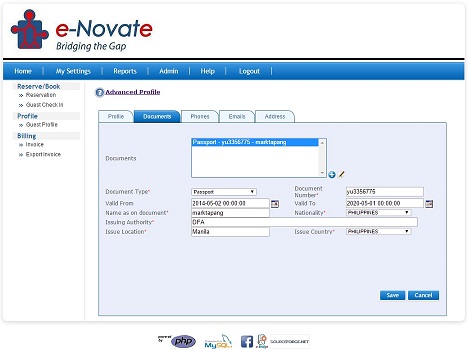 e-Novate
Bridging the Gap
Home | My Settings | Reports | Admin | Help | Logout
Reserve/Book
Reservation
Guest Check In
Profile
Guest Profile
Billing
Invoice
Export Invoice
? Advanced Profile
Profile Documents Phones Emails Address
Documents
Passport - yu3356775 - marktapang
Document Type* Passport
Document Number* yu3356775
Valid From 2014-05-02 00:00:00 Valid To 2020-05-01 00:00:00
Name as on document* marktapang Nationality* PHILIPPINES
Issuing Authority* DFA
Issue Location* Manila Issue Country* PHILIPPINES
Save Cancel
powered by php MySQL f SOURCEFORGE.NET